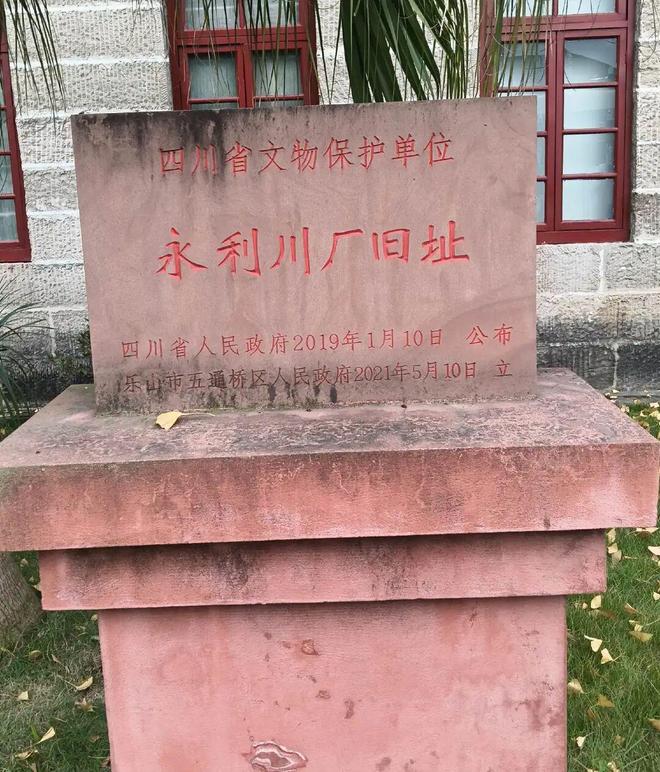 四川省文物保护单位
永利川厂旧址
四川省人民政府2019年1月10日 公布
乐山市五通桥区人民政府2021年5月10日 立